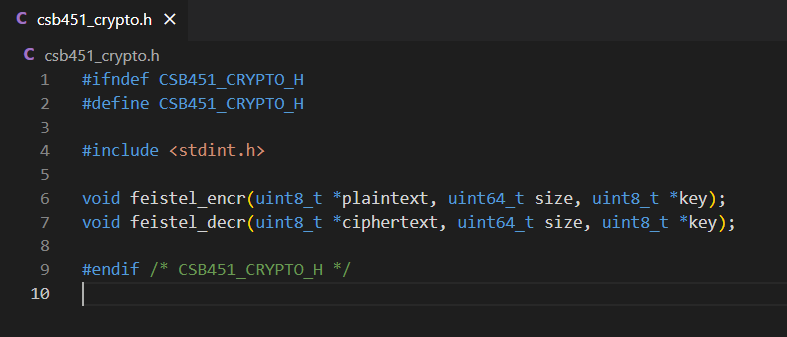 C csb451_crypto.h ×
C csb451_crypto.h
1 #ifndef CSB451_CRYPTO_H
2 #define CSB451_CRYPTO_H
3
4 #include <stdint.h>
5
6 void feistel_encr(uint8_t *plaintext, uint64_t size, uint8_t *key);
7 void feistel_decr(uint8_t *ciphertext, uint64_t size, uint8_t *key);
8
9 #endif /* CSB451_CRYPTO_H */
10